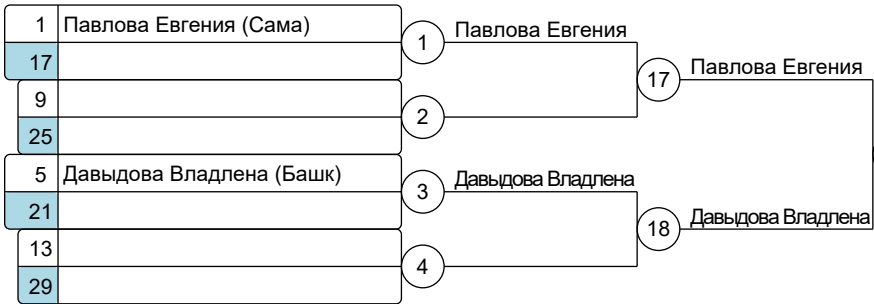 1 Павлова Евгения (Сама)
17
9
25
5 Давыдова Владлена (Башк)
21
13
29
1 Павлова Евгения
2
3 Давыдова Владлена
4
17 Павлова Евгения
18 Давыдова Владлена